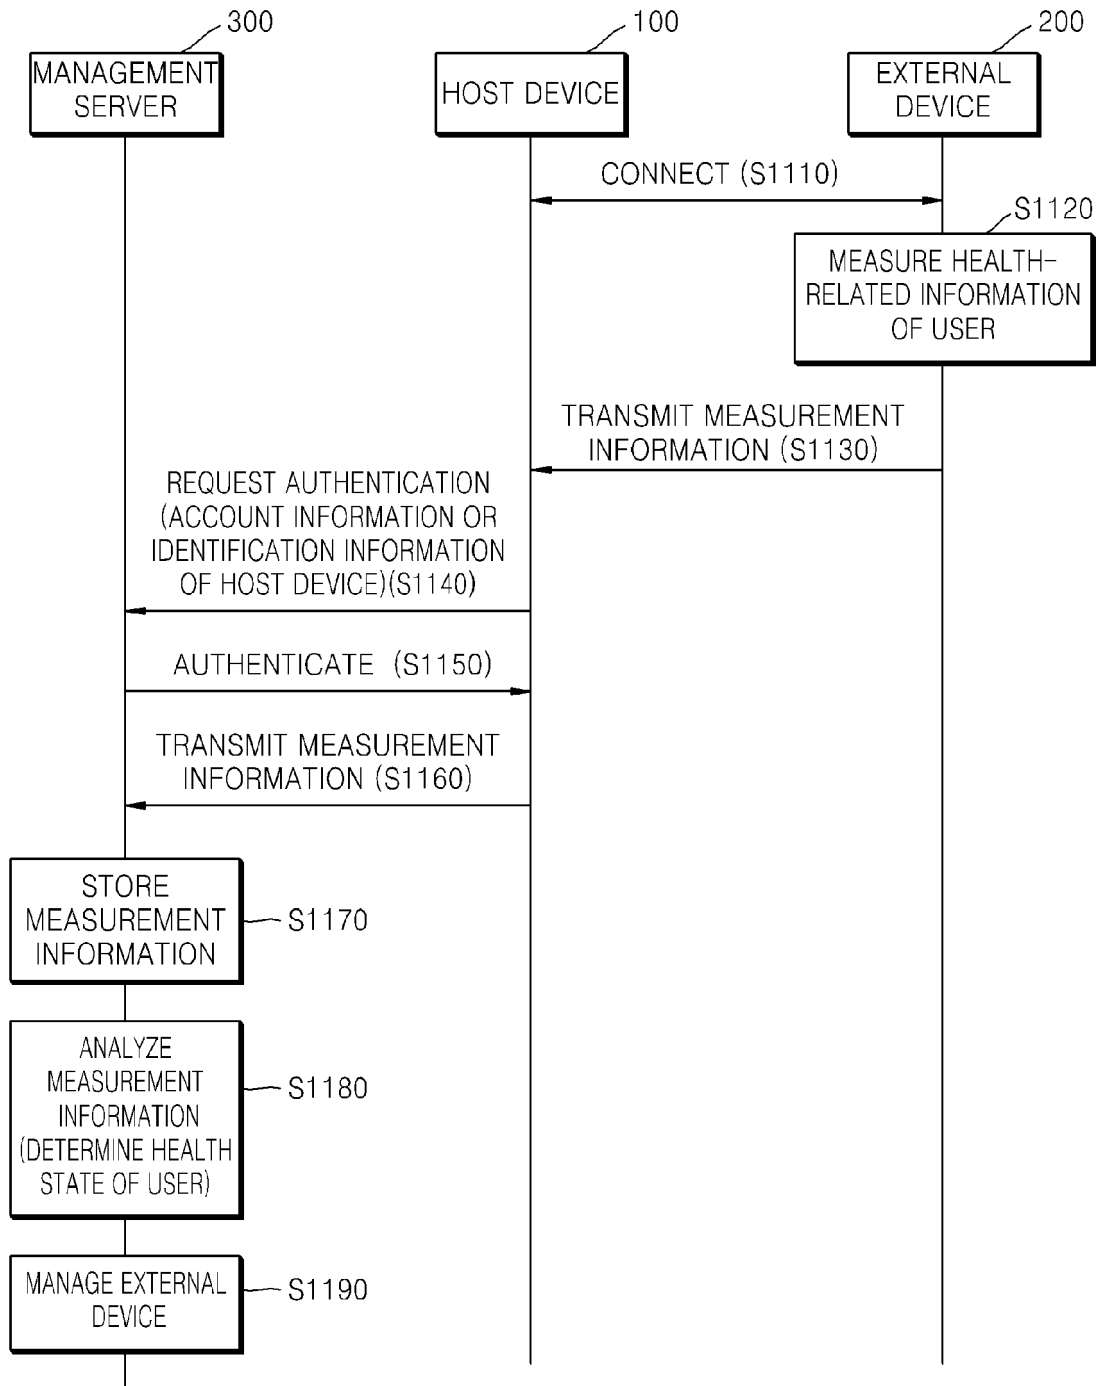 300
100
200
MANAGEMENT
SERVER
HOST DEVICE
EXTERNAL
DEVICE
CONNECT (S1110)
S1120
MEASURE HEALTH-
RELATED INFORMATION
OF USER
TRANSMIT MEASUREMENT
INFORMATION (S1130)
REQUEST AUTHENTICATION
(ACCOUNT INFORMATION OR
IDENTIFICATION INFORMATION
OF HOST DEVICE)(S1140)
AUTHENTICATE (S1150)
TRANSMIT MEASUREMENT
INFORMATION (S1160)
STORE
MEASUREMENT
INFORMATION
S1170
ANALYZE
MEASUREMENT
INFORMATION
(DETERMINE HEALTH
STATE OF USER)
S1180
MANAGE EXTERNAL
DEVICE
S1190